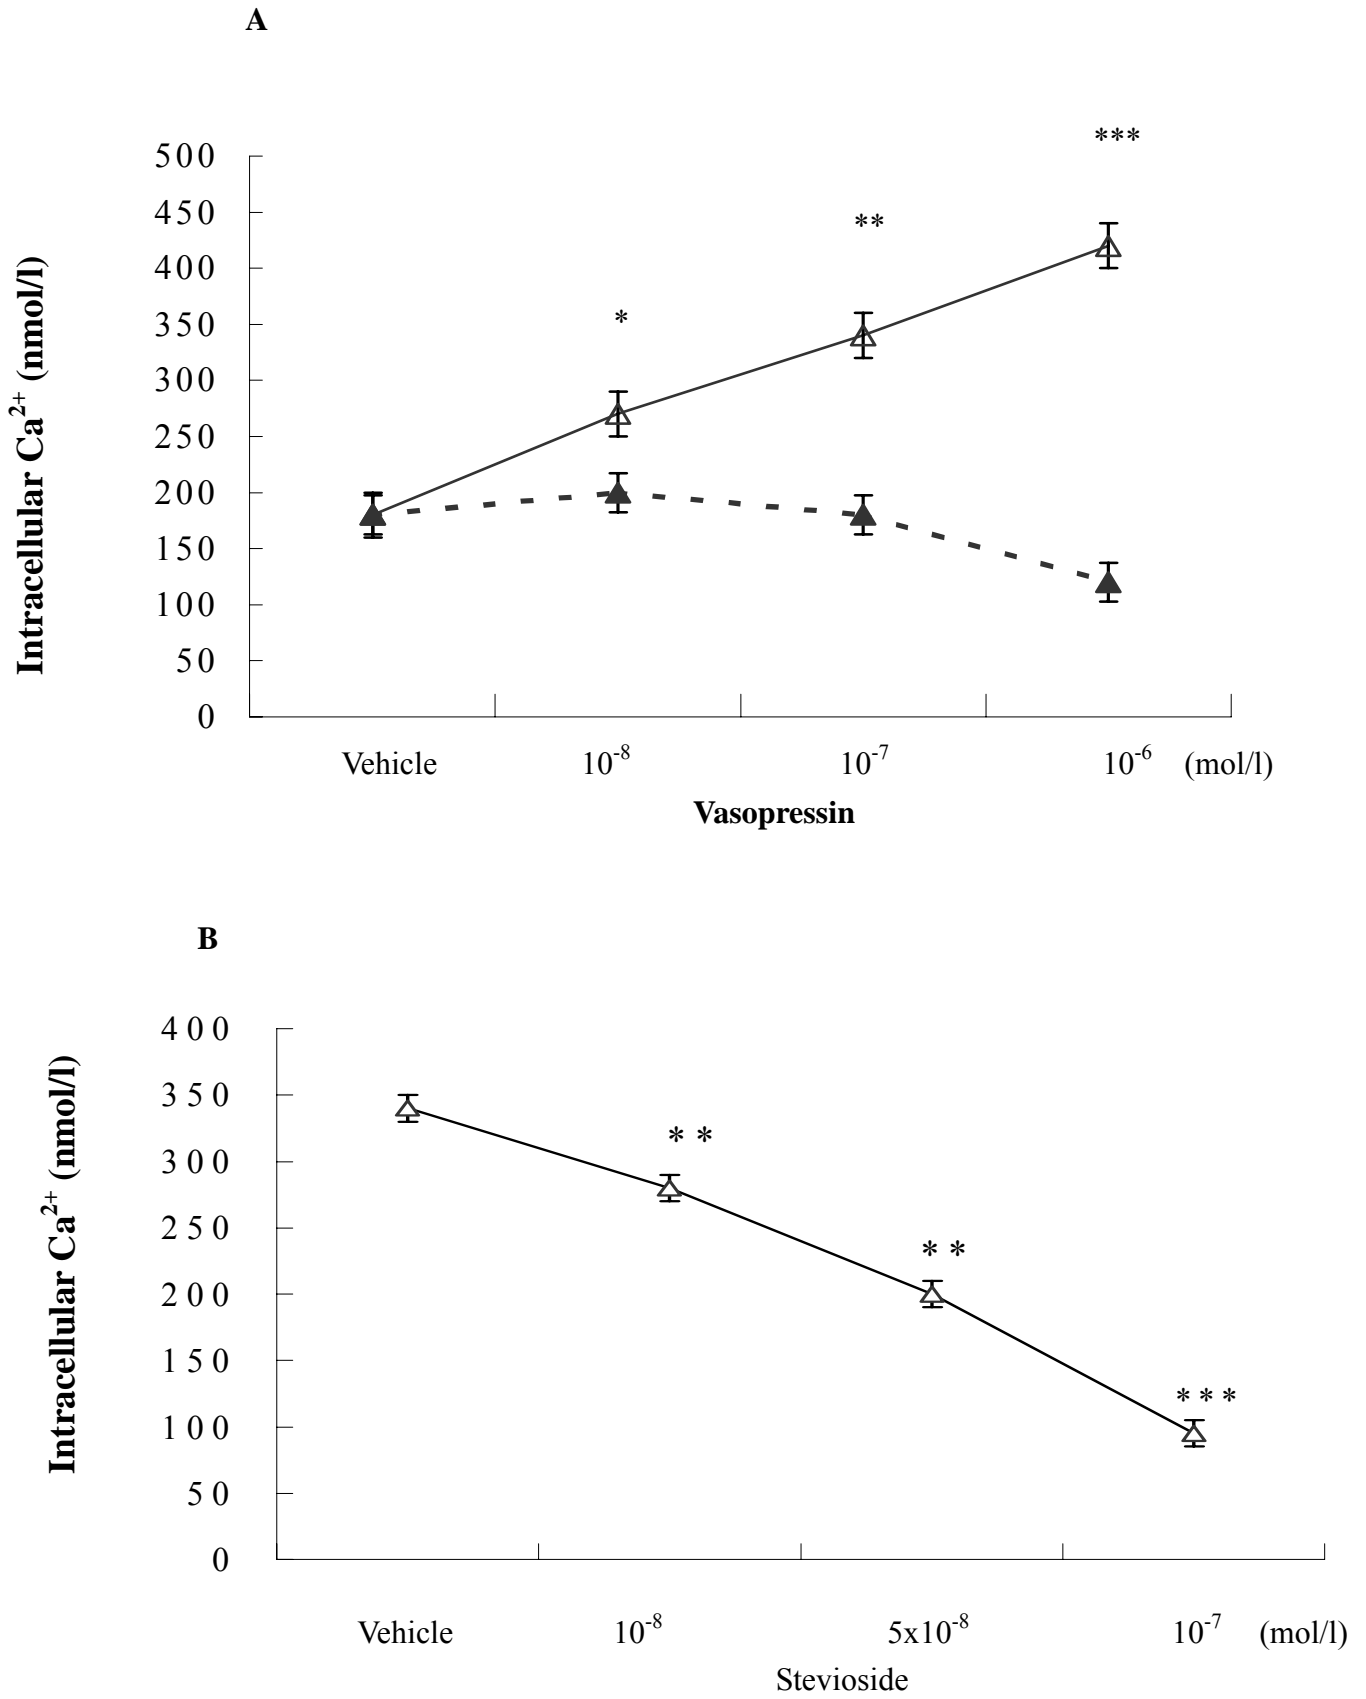 A
***
500
450
**
400
350
*
300
250
200
150
100
50
0
Intracellular Ca²⁺ (nmol/l)
Vehicle 10⁻⁸ 10⁻⁷ 10⁻⁶ (mol/l)
Vasopressin
B
400
350
300
* *
250
* *
200
150
* * *
100
50
0
Intracellular Ca²⁺ (nmol/l)
Vehicle 10⁻⁸ 5x10⁻⁸ 10⁻⁷ (mol/l)
Stevioside